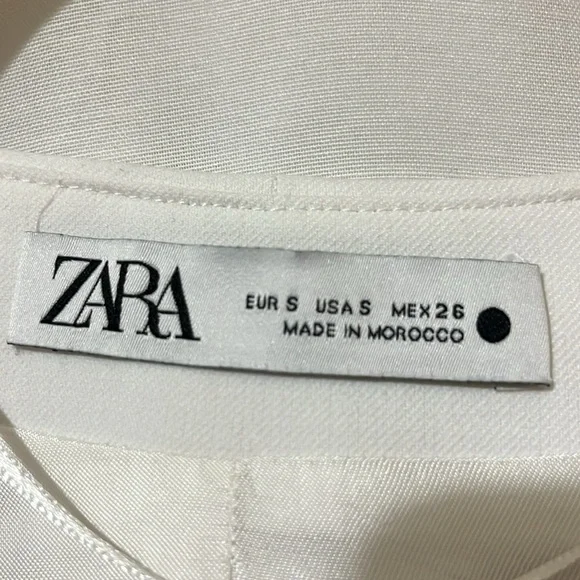 ZARA
EUR S USA S MEX 26
MADE IN MOROCCO